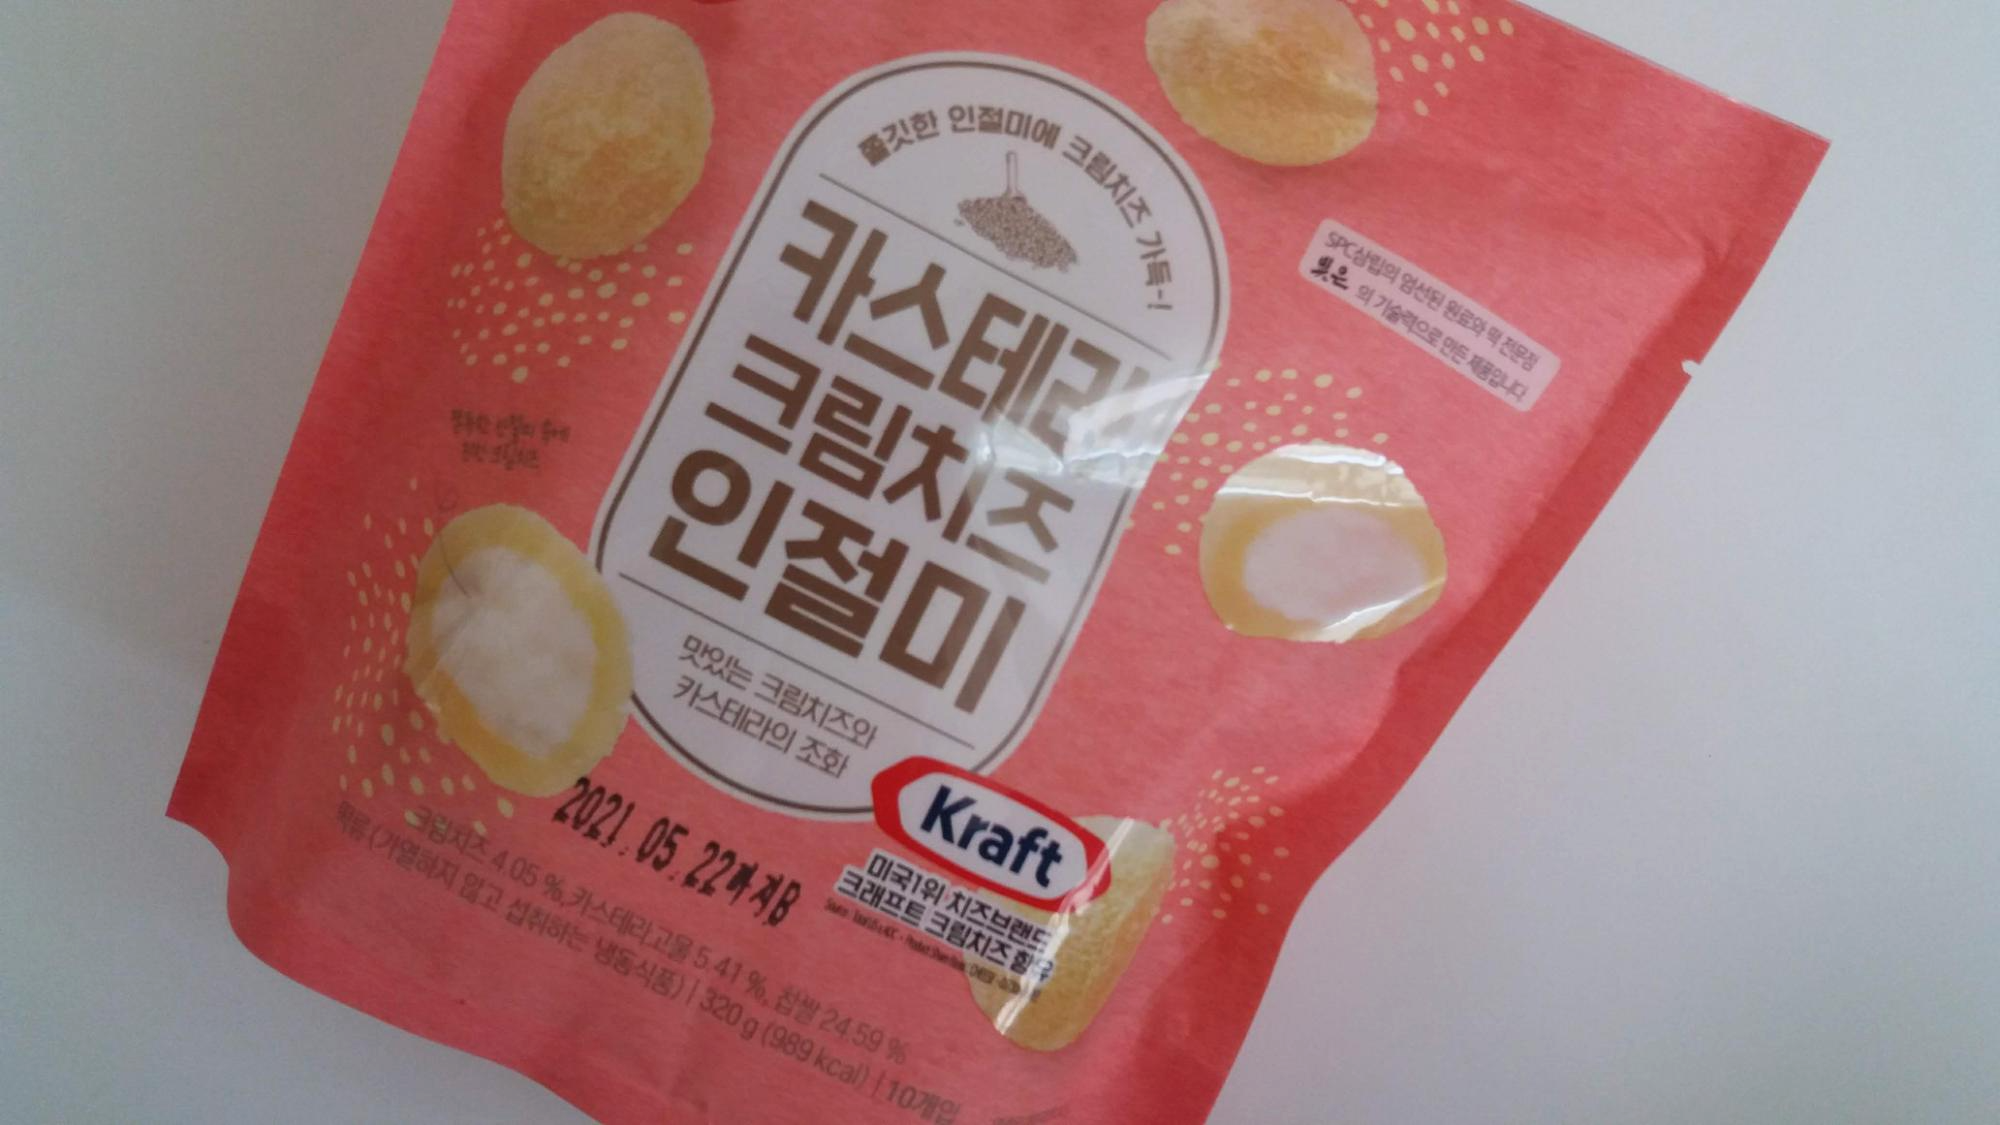 쫄깃한 인절미에 크림치즈 가득~!
카스테라
크림치즈
인절미
맛있는 크림치즈와
카스테라의 조화
SPC삼립의 엄선된 원료와 떡 전문점
의 기술력으로 만든 제품입니다.
크림치즈
Kraft
미국1위 치즈브랜드
크래프트 크림치즈 함유
2021.05.22까지B
크림치즈 4.05 %, 카스테라고물 5.41 %, 찹쌀 24.59 %
떡류 (가열하지 않고 섭취하는 냉동식품) | 320 g (989 kcal) | 10개입